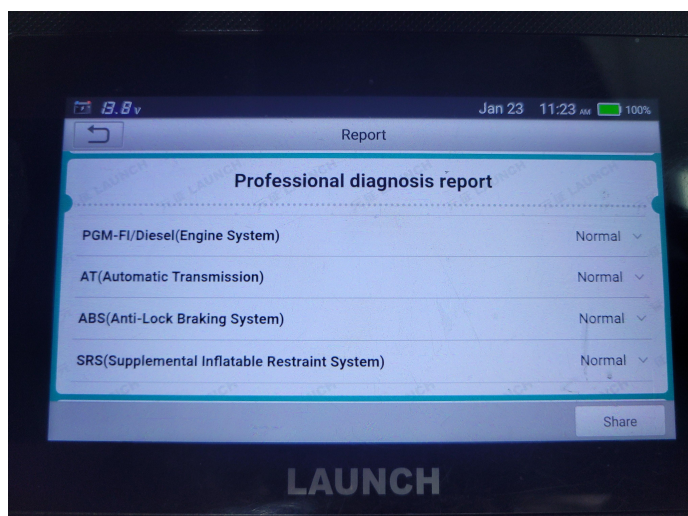 13.8 v Jan 23 11:23 AM 100%
Report
Professional diagnosis report
PGM-FI/Diesel(Engine System) Normal
AT(Automatic Transmission) Normal
ABS(Anti-Lock Braking System) Normal
SRS(Supplemental Inflatable Restraint System) Normal
Share
LAUNCH